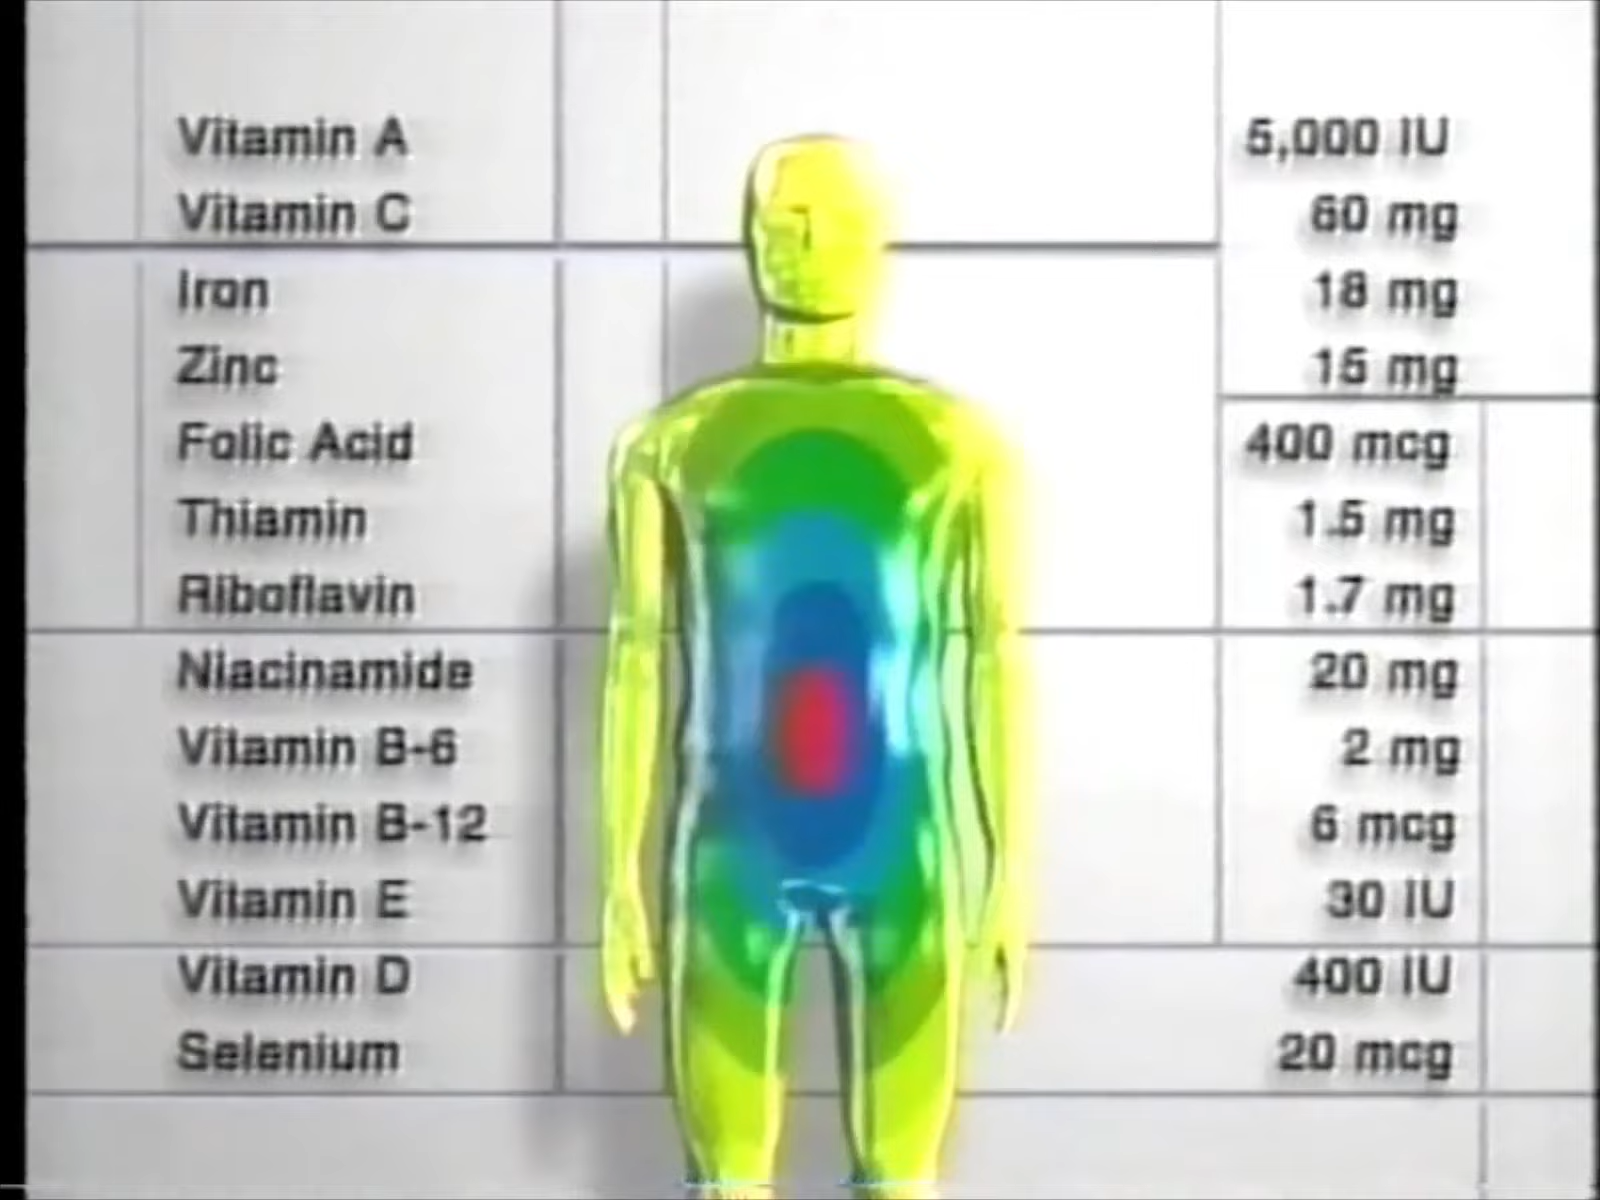 Vitamin A 5,000 IU
Vitamin C 60 mg
Iron 18 mg
Zinc 15 mg
Folic Acid 400 mcg
Thiamin 1.5 mg
Riboflavin 1.7 mg
Niacinamide 20 mg
Vitamin B-6 2 mg
Vitamin B-12 6 mcg
Vitamin E 30 IU
Vitamin D 400 IU
Selenium 20 mcg